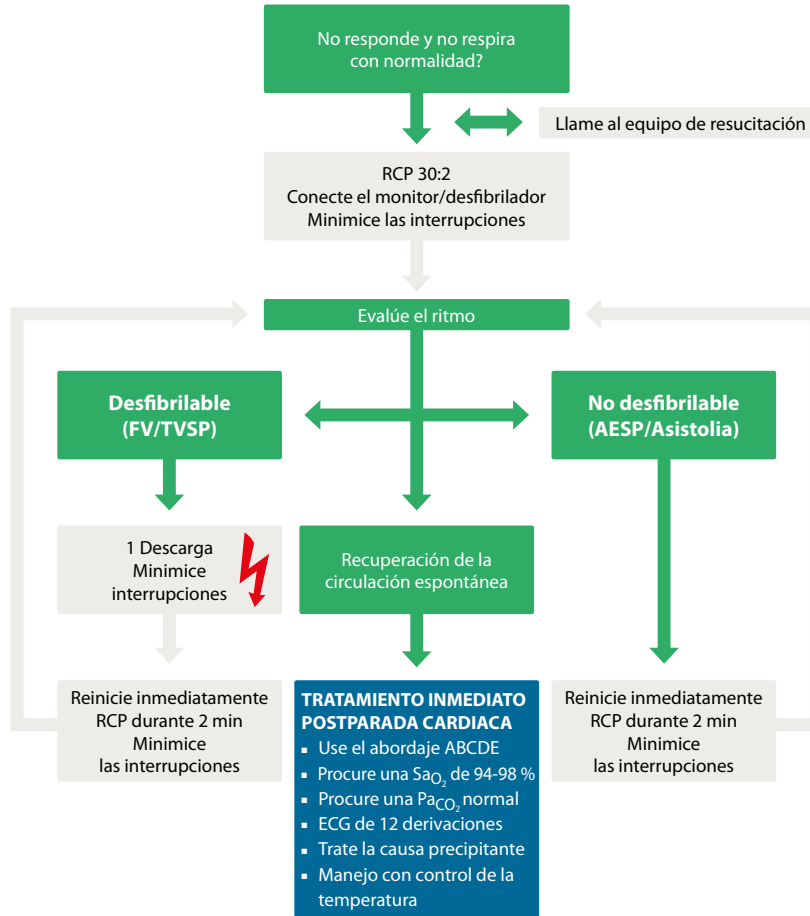 No responde y no respira
con normalidad?
Llame al equipo de resucitación
RCP 30:2
Conecte el monitor/desfibrilador
Minimice las interrupciones
Evalúe el ritmo
Desfibrilable
(FV/TVSP)
No desfibrilable
(AESP/Asistolia)
1 Descarga
Minimice
interrupciones
Recuperación de la
circulación espontánea
Reinicie inmediatamente
RCP durante 2 min
Minimice
las interrupciones
TRATAMIENTO INMEDIATO
POSTPARADA CARDIACA
▪ Use el abordaje ABCDE
▪ Procure una SaO₂ de 94-98 %
▪ Procure una PaCO₂ normal
▪ ECG de 12 derivaciones
▪ Trate la causa precipitante
▪ Manejo con control de la
temperatura
Reinicie inmediatamente
RCP durante 2 min
Minimice
las interrupciones